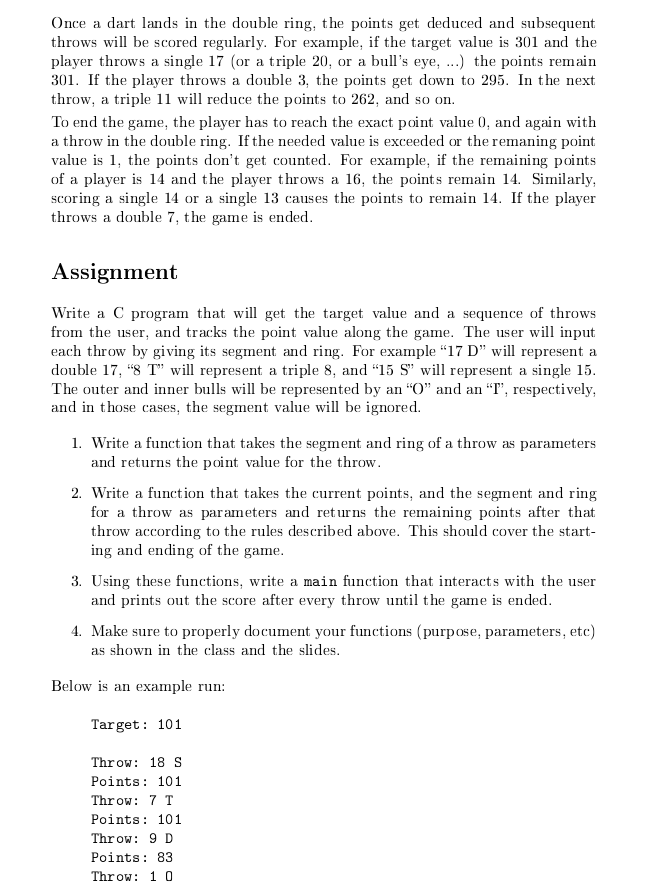 Once a dart lands in the double ring, the points get deducted and subsequent
throws will be scored regularly. For example, if the target value is 301 and the
player throws a single 17 (or a triple 20, or a bull's eye, ...) the points remain
301. If the player throws a double 3, the points get down to 295. In the next
throw, a triple 11 will reduce the points to 262, and so on.
To end the game, the player has to reach the exact point value 0, and again with
a throw in the double ring. If the needed value is exceeded or the remaning point
value is 1, the points don't get counted. For example, if the remaining points
of a player is 14 and the player throws a 16, the points remain 14. Similarly,
scoring a single 14 or a single 13 causes the points to remain 14. If the player
throws a double 7, the game is ended.
Assignment
Write a C program that will get the target value and a sequence of throws
from the user, and tracks the point value along the game. The user will input
each throw by giving its segment and ring. For example “17 D” will represent a
double 17, “8 T” will represent a triple 8, and “15 S” will represent a single 15.
The outer and inner bulls will be represented by an “O” and an “I”, respectively,
and in those cases, the segment value will be ignored.
1. Write a function that takes the segment and ring of a throw as parameters
and returns the point value for the throw.
2. Write a function that takes the current points, and the segment and ring
for a throw as parameters and returns the remaining points after that
throw according to the rules described above. This should cover the start-
ing and ending of the game.
3. Using these functions, write a main function that interacts with the user
and prints out the score after every throw until the game is ended.
4. Make sure to properly document your functions (purpose, parameters, etc)
as shown in the class and the slides.
Below is an example run:
Target: 101
Throw: 18 S
Points: 101
Throw: 7 T
Points: 101
Throw: 9 D
Points: 83
Throw: 1 O